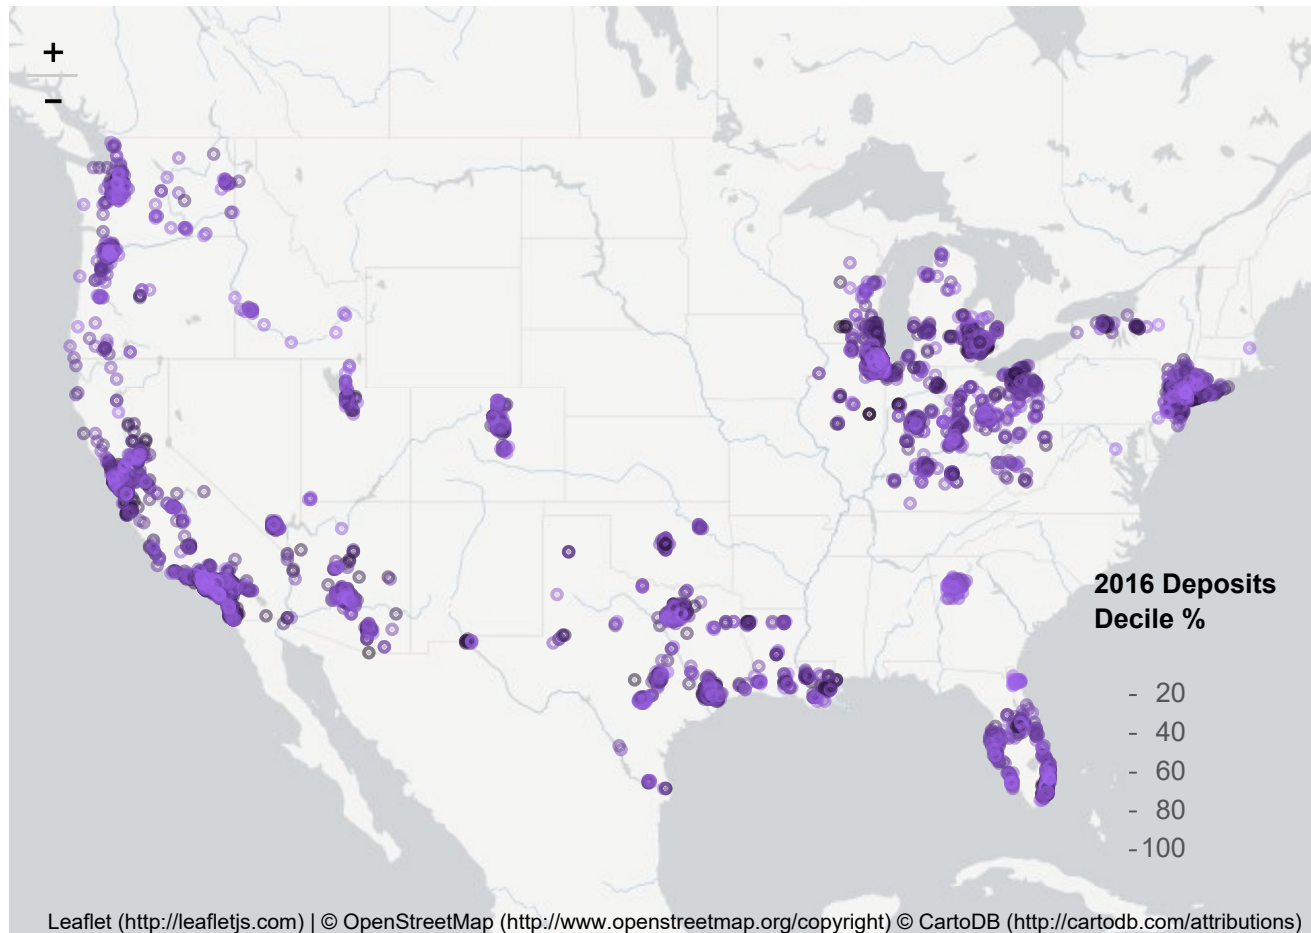 +
−
2016 Deposits
Decile %
- 20
- 40
- 60
- 80
-100
Leaflet (http://leafletjs.com) | © OpenStreetMap (http://www.openstreetmap.org/copyright) © CartoDB (http://cartodb.com/attributions)